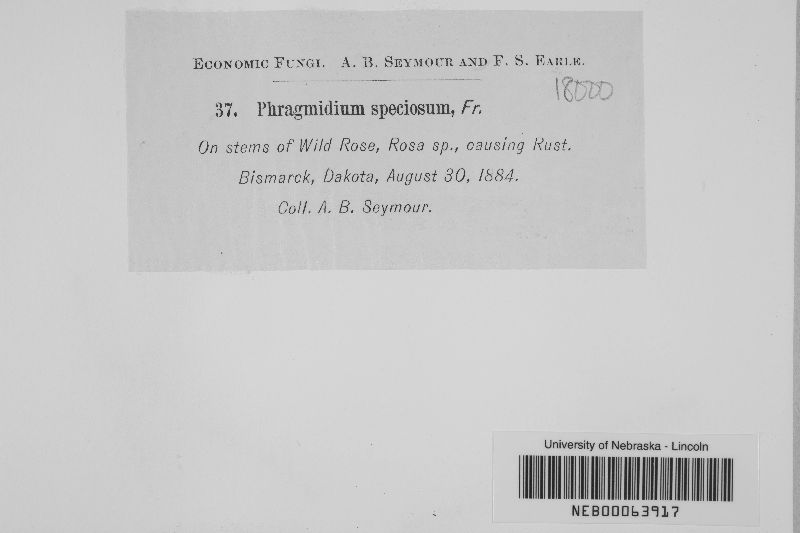 ECONOMIC FUNGI. A. B. SEYMOUR AND F. S. EARLE.
18000
37. Phragmidium speciosum, Fr.
On stems of Wild Rose, Rosa sp., causing Rust.
Bismarck, Dakota, August 30, 1884.
Coll. A. B. Seymour.
University of Nebraska - Lincoln
NEB00063917